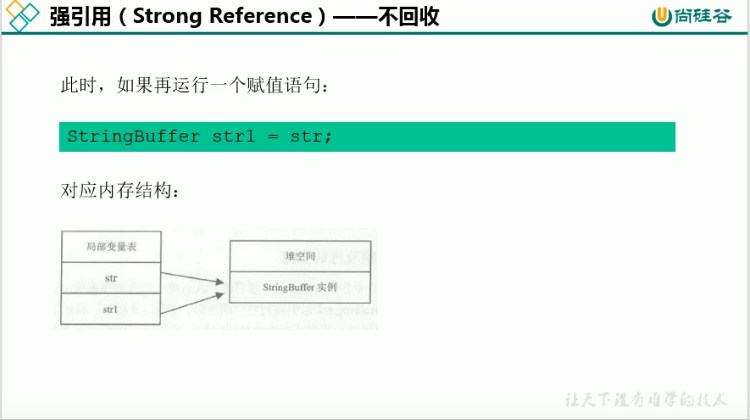 强引用（Strong Reference）——不回收
尚硅谷
此时，如果再运行一个赋值语句：
StringBuffer str1 = str;
对应内存结构：
局部变量表
str
str1
堆空间
StringBuffer 实例
让天下没有难学的技术